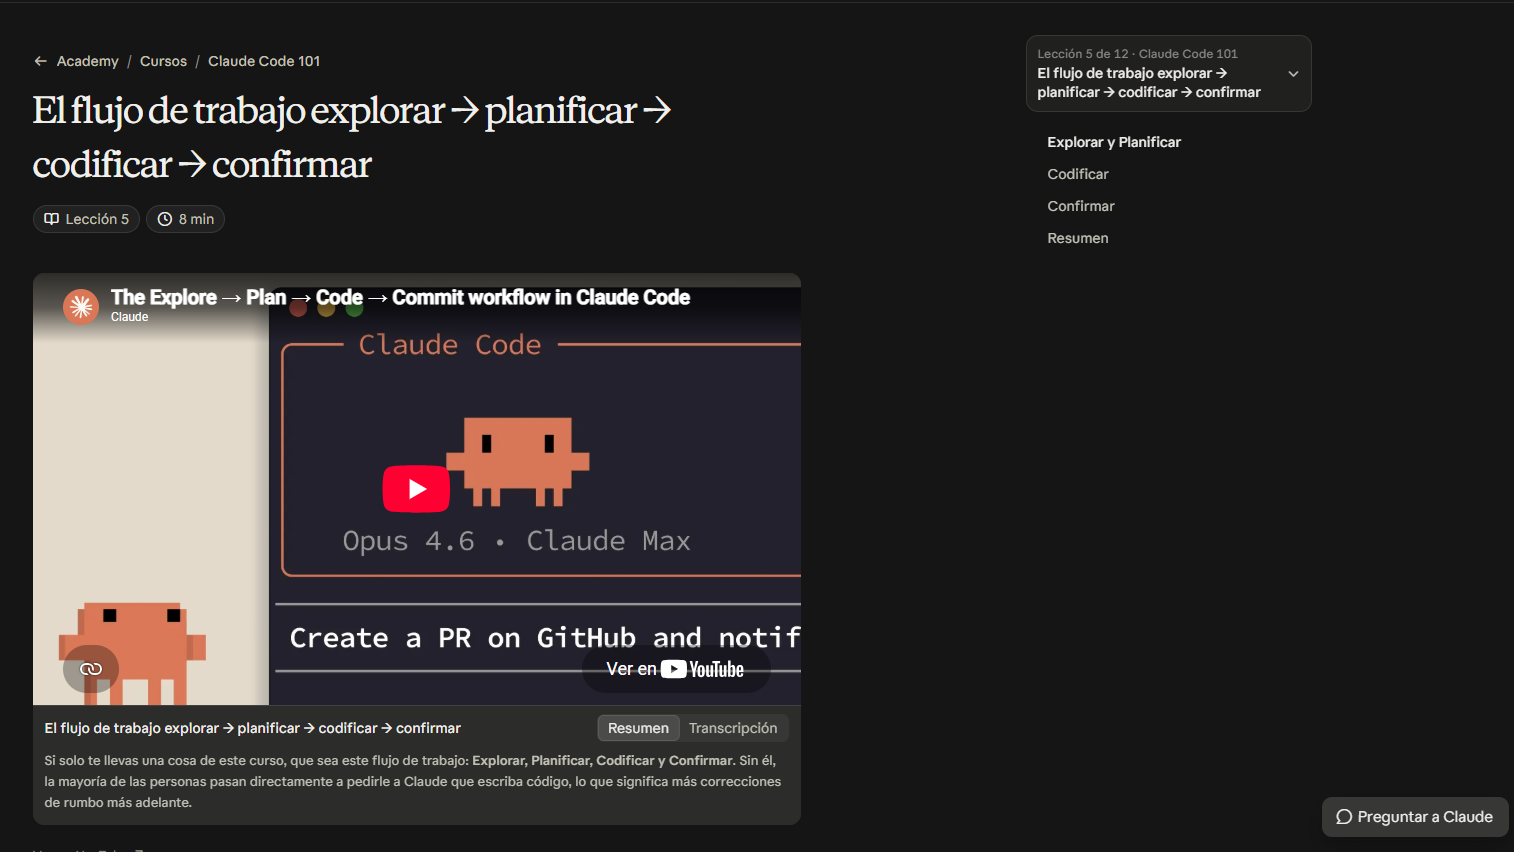 ← Academy / Cursos / Claude Code 101
El flujo de trabajo explorar → planificar →
codificar → confirmar
Lección 5
8 min
The Explore → Plan → Code → Commit workflow in Claude Code
Claude
Claude Code
Opus 4.6 • Claude Max
Create a PR on GitHub and notif
Ver en YouTube
El flujo de trabajo explorar → planificar → codificar → confirmar
Resumen
Transcripción
Si solo te llevas una cosa de este curso, que sea este flujo de trabajo: Explorar, Planificar, Codificar y Confirmar. Sin él,
la mayoría de las personas pasan directamente a pedirle a Claude que escriba código, lo que significa más correcciones
de rumbo más adelante.
Lección 5 de 12 · Claude Code 101
El flujo de trabajo explorar →
planificar → codificar → confirmar
Explorar y Planificar
Codificar
Confirmar
Resumen
Preguntar a Claude